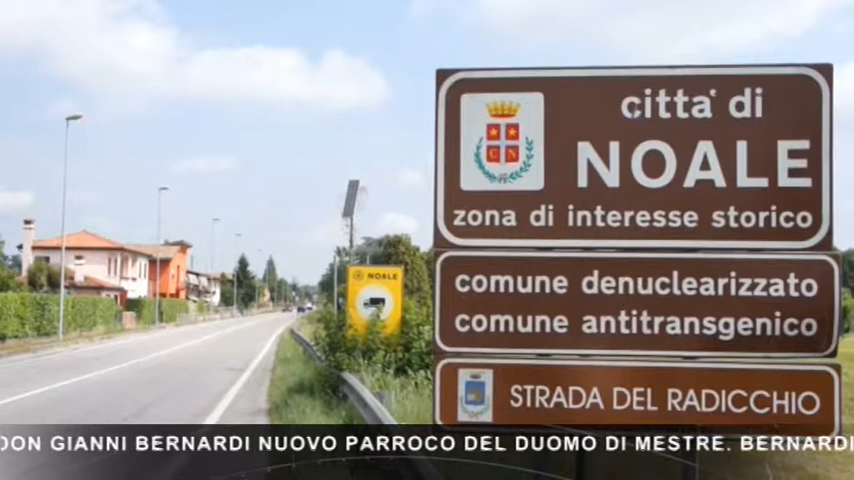 citta' di
NOALE
zona di interesse storico
comune denuclearizzato
comune antitransgenico
STRADA DEL RADICCHIO
NOALE
C N
DON GIANNI BERNARDI NUOVO PARROCO DEL DUOMO DI MESTRE. BERNARDI